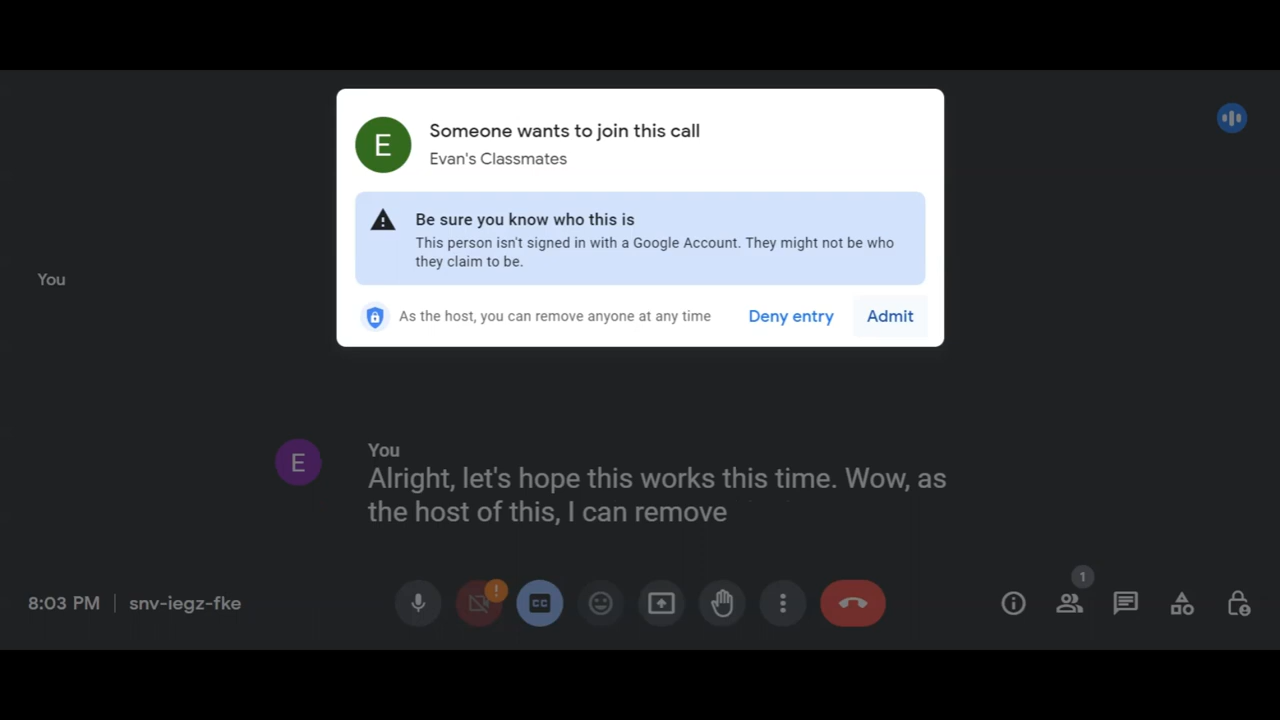 E
Someone wants to join this call
Evan's Classmates
Be sure you know who this is
This person isn't signed in with a Google Account. They might not be who
they claim to be.
As the host, you can remove anyone at any time
Deny entry
Admit
You
E
You
Alright, let's hope this works this time. Wow, as
the host of this, I can remove
8:03 PM | snv-iegz-fke
!
CC
1